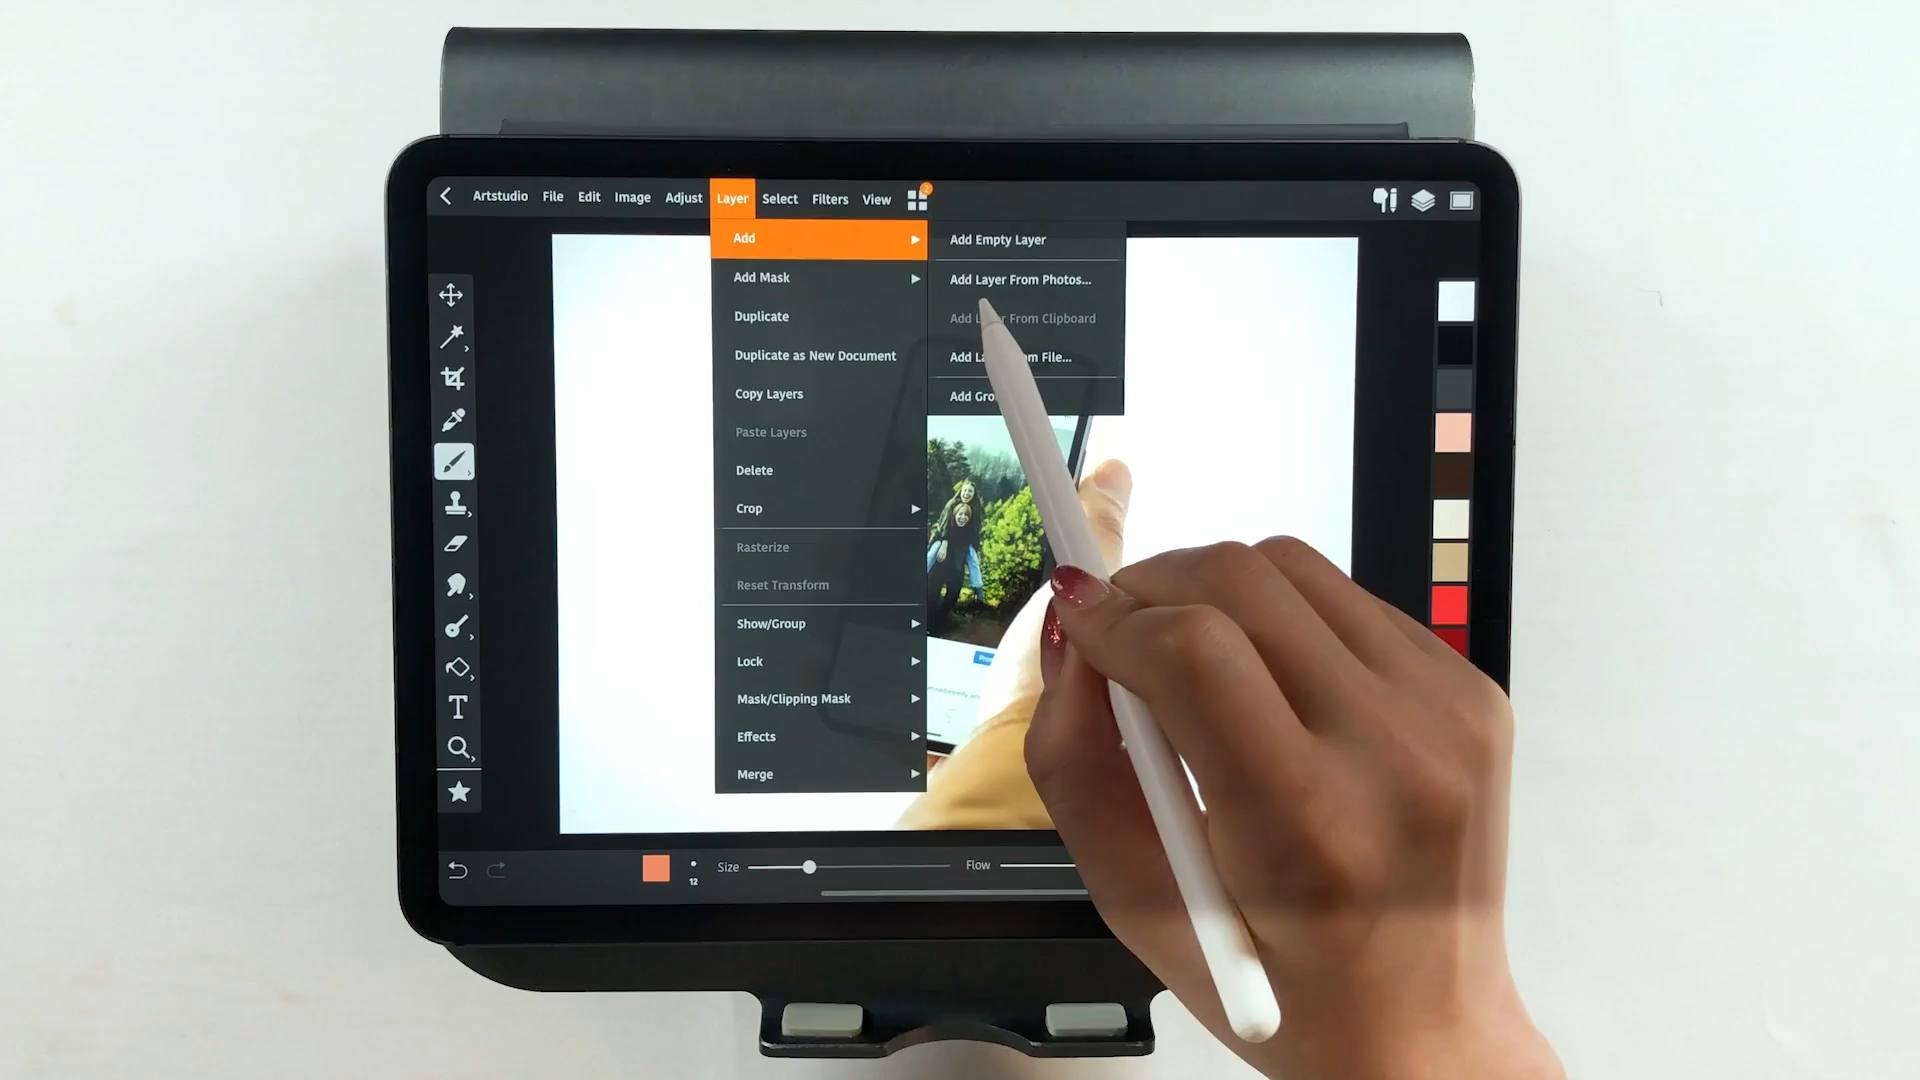 Artstudio File Edit Image Adjust Layer Select Filters View 2
Add
Add Mask
Duplicate
Duplicate as New Document
Copy Layers
Paste Layers
Delete
Crop
Rasterize
Reset Transform
Show/Group
Lock
Mask/Clipping Mask
Effects
Merge
Add Empty Layer
Add Layer From Photos...
Add From Clipboard
Add File...
Add
T
12 Size Flow